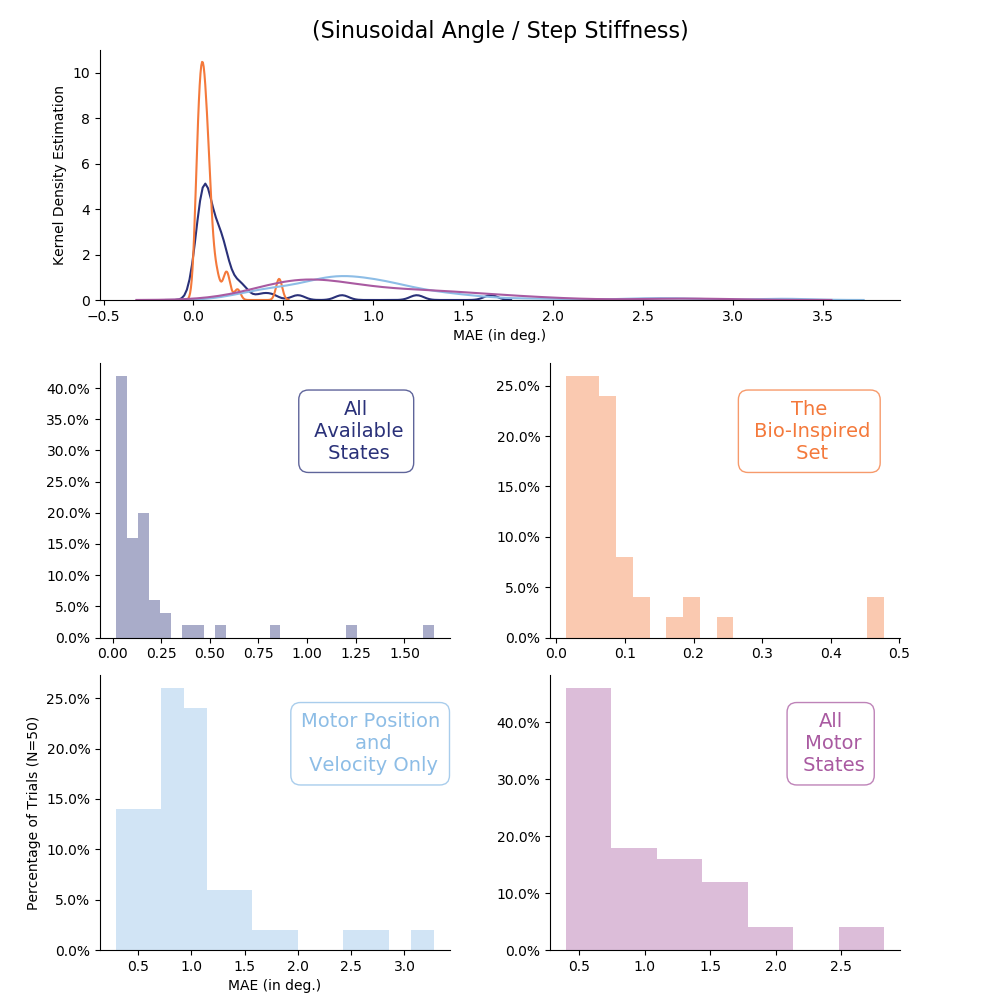 (Sinusoidal Angle / Step Stiffness)
Kernel Density Estimation
10
8
6
4
2
0
−0.5 0.0 0.5 1.0 1.5 2.0 2.5 3.0 3.5
MAE (in deg.)
40.0%
35.0%
30.0%
25.0%
20.0%
15.0%
10.0%
5.0%
0.0%
0.00 0.25 0.50 0.75 1.00 1.25 1.50
All
Available
States
25.0%
20.0%
15.0%
10.0%
5.0%
0.0%
0.0 0.1 0.2 0.3 0.4 0.5
The
Bio-Inspired
Set
Percentage of Trials (N=50)
25.0%
20.0%
15.0%
10.0%
5.0%
0.0%
0.5 1.0 1.5 2.0 2.5 3.0
MAE (in deg.)
Motor Position
and
Velocity Only
40.0%
30.0%
20.0%
10.0%
0.0%
0.5 1.0 1.5 2.0 2.5
All
Motor
States